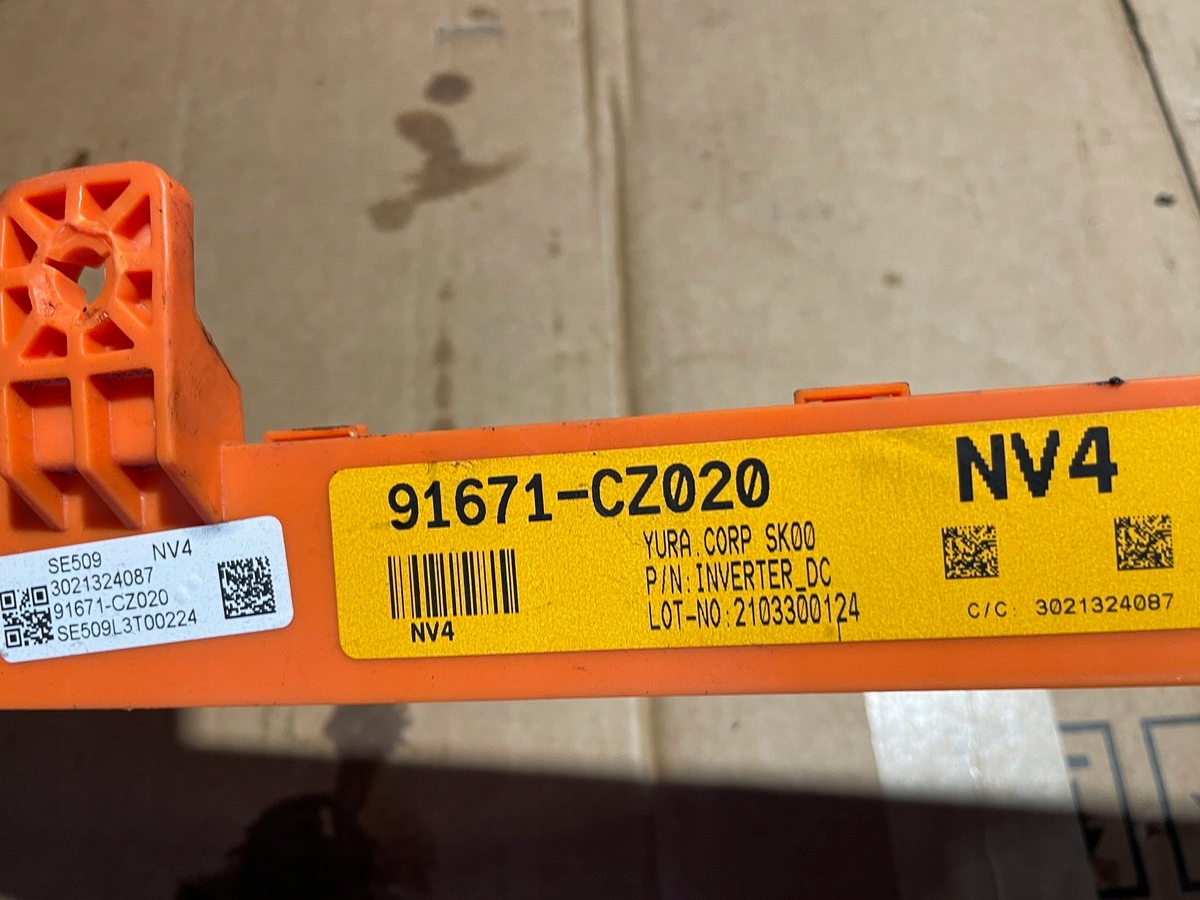 SE509 NV4
3021324087
91671-CZ020
SE509L3T00224
91671-CZ020
NV4
YURA.CORP SK00
P/N:INVERTER_DC
LOT-NO:2103300124
NV4
C/C: 3021324087